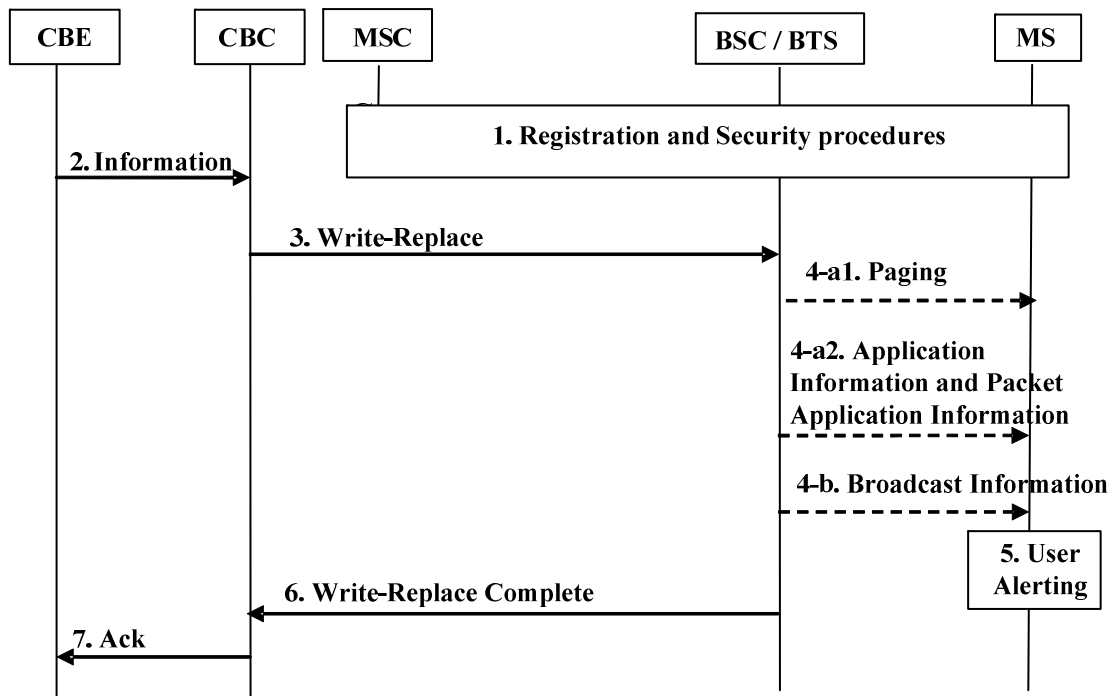 CBE
CBC
MSC
BSC / BTS
MS
1. Registration and Security procedures
2. Information
3. Write-Replace
4-a1. Paging
4-a2. Application
Information and Packet
Application Information
4-b. Broadcast Information
5. User
Alerting
6. Write-Replace Complete
7. Ack